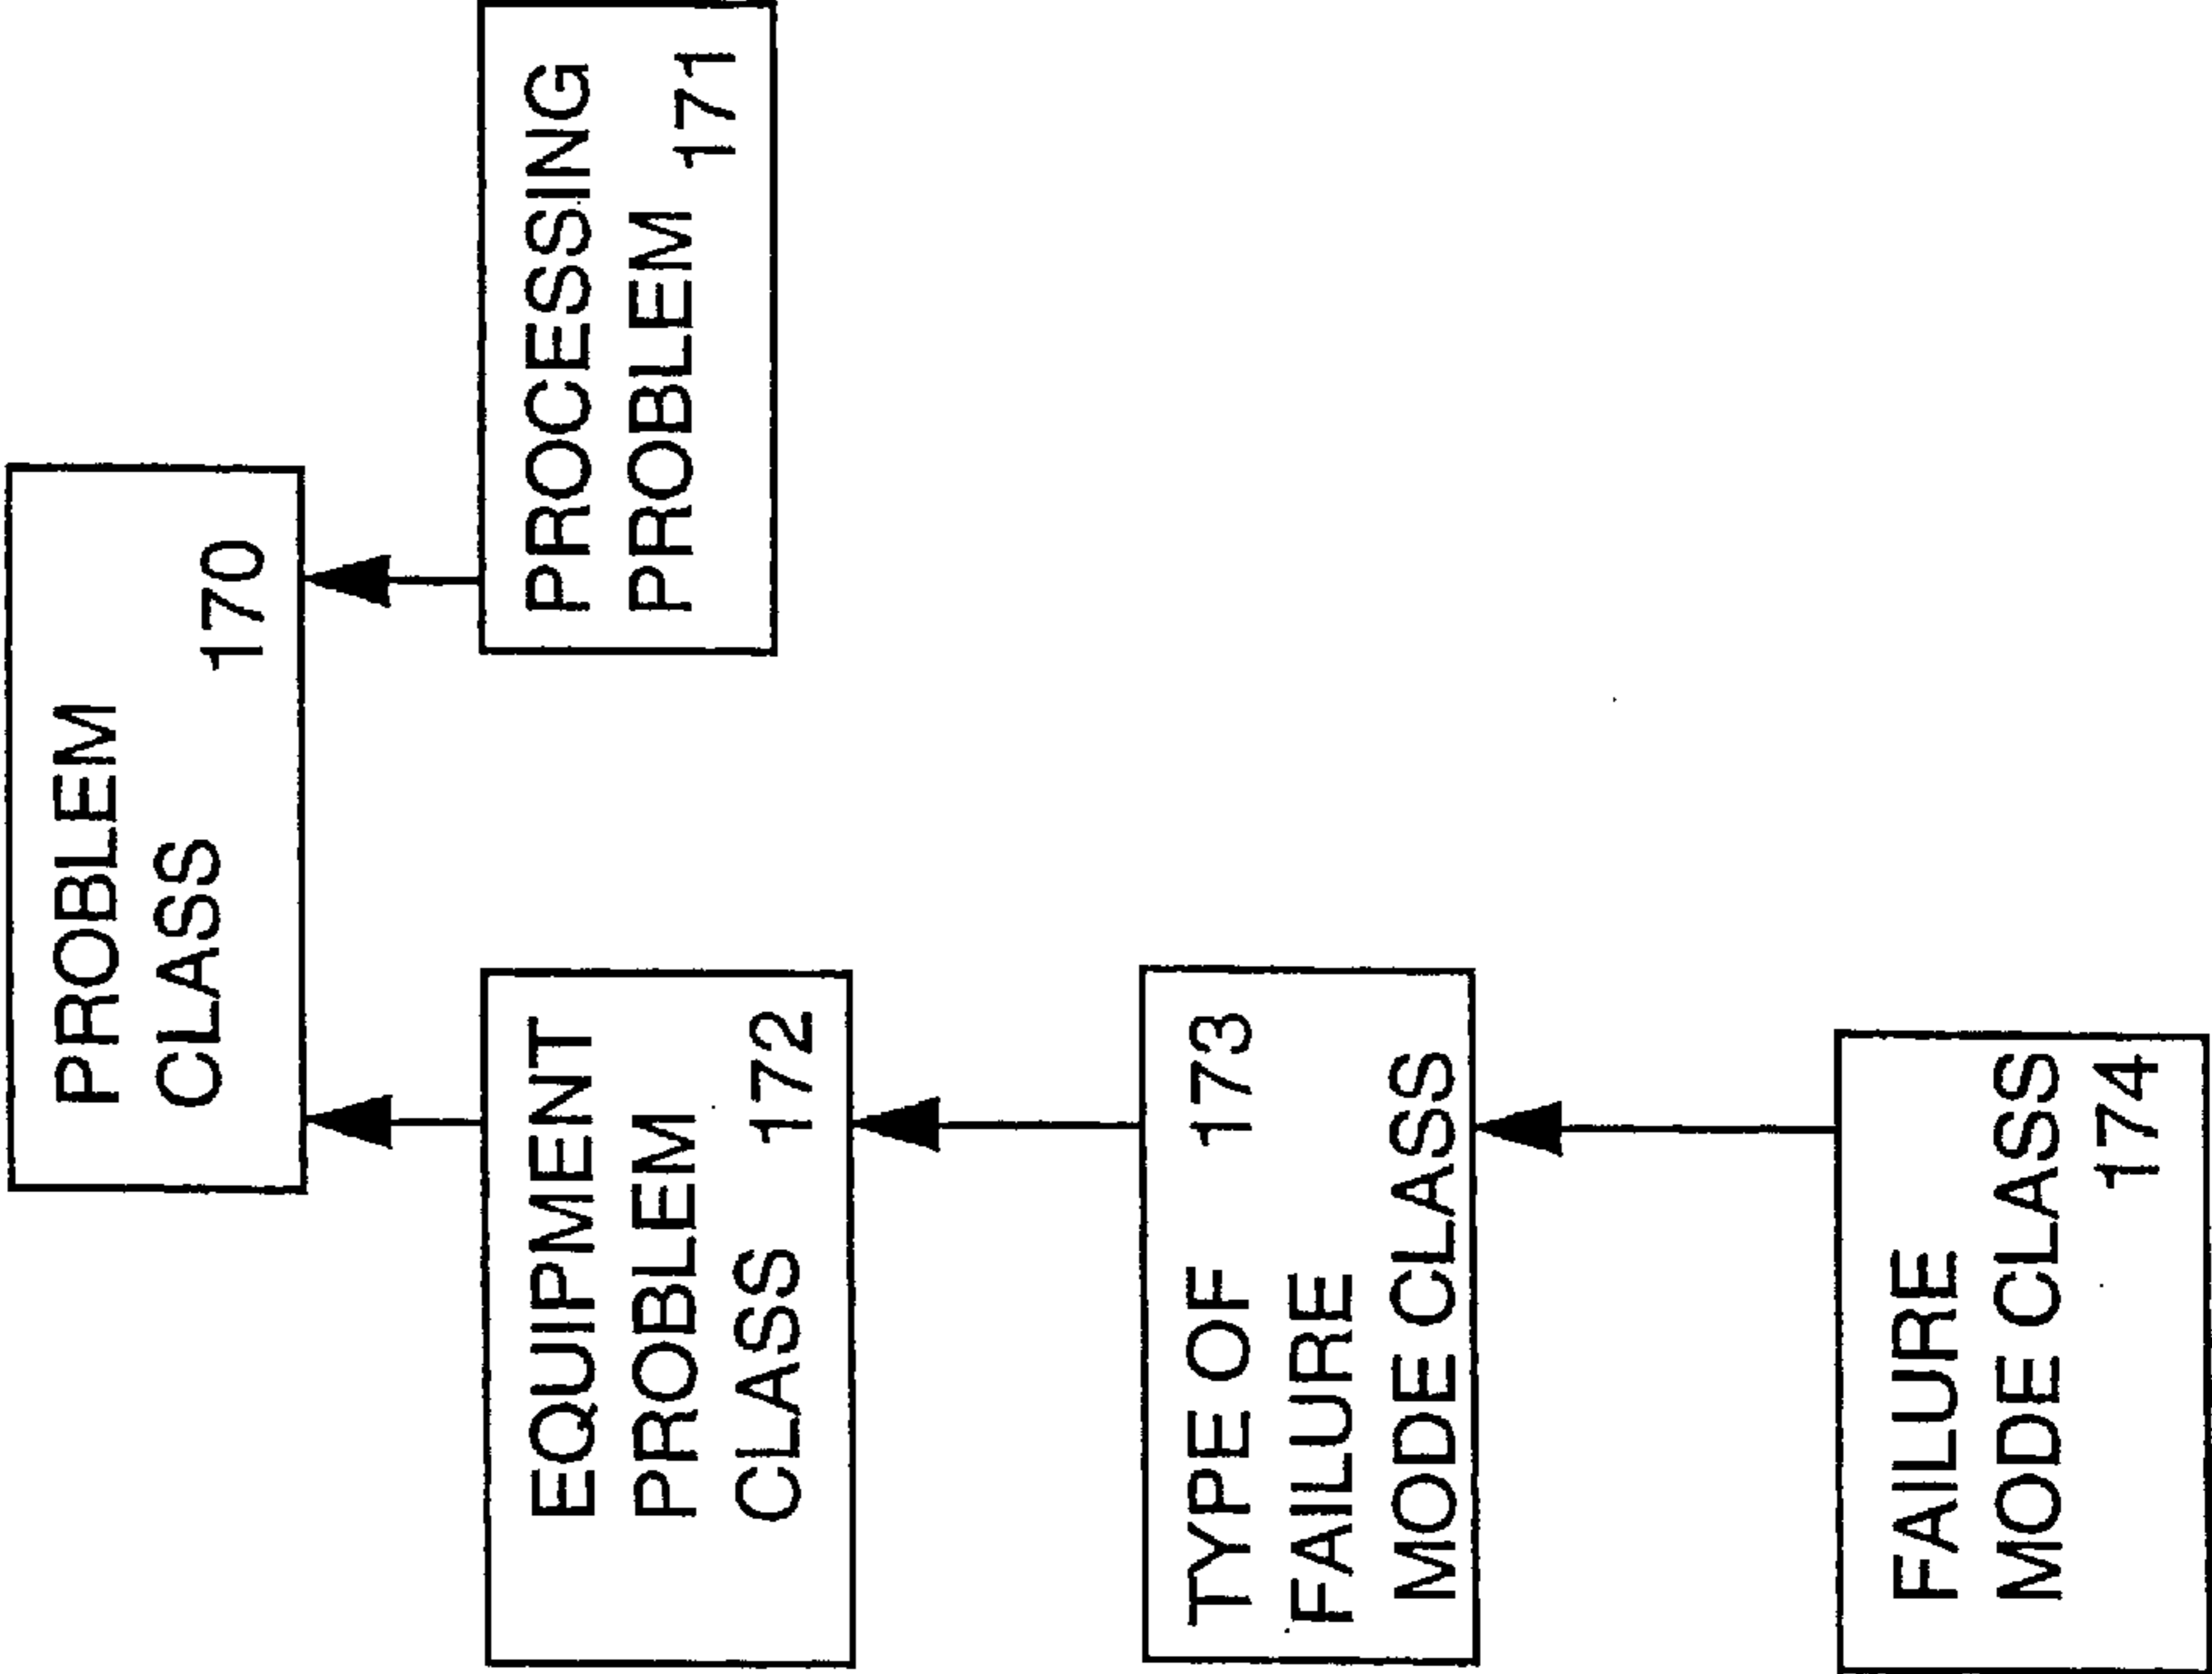 PROBLEM
CLASS
170
EQUIPMENT
PROBLEM
CLASS 172
PROCESSING
PROBLEM 171
TYPE OF 173
FAILURE
MODE CLASS
FAILURE
MODE CLASS
174